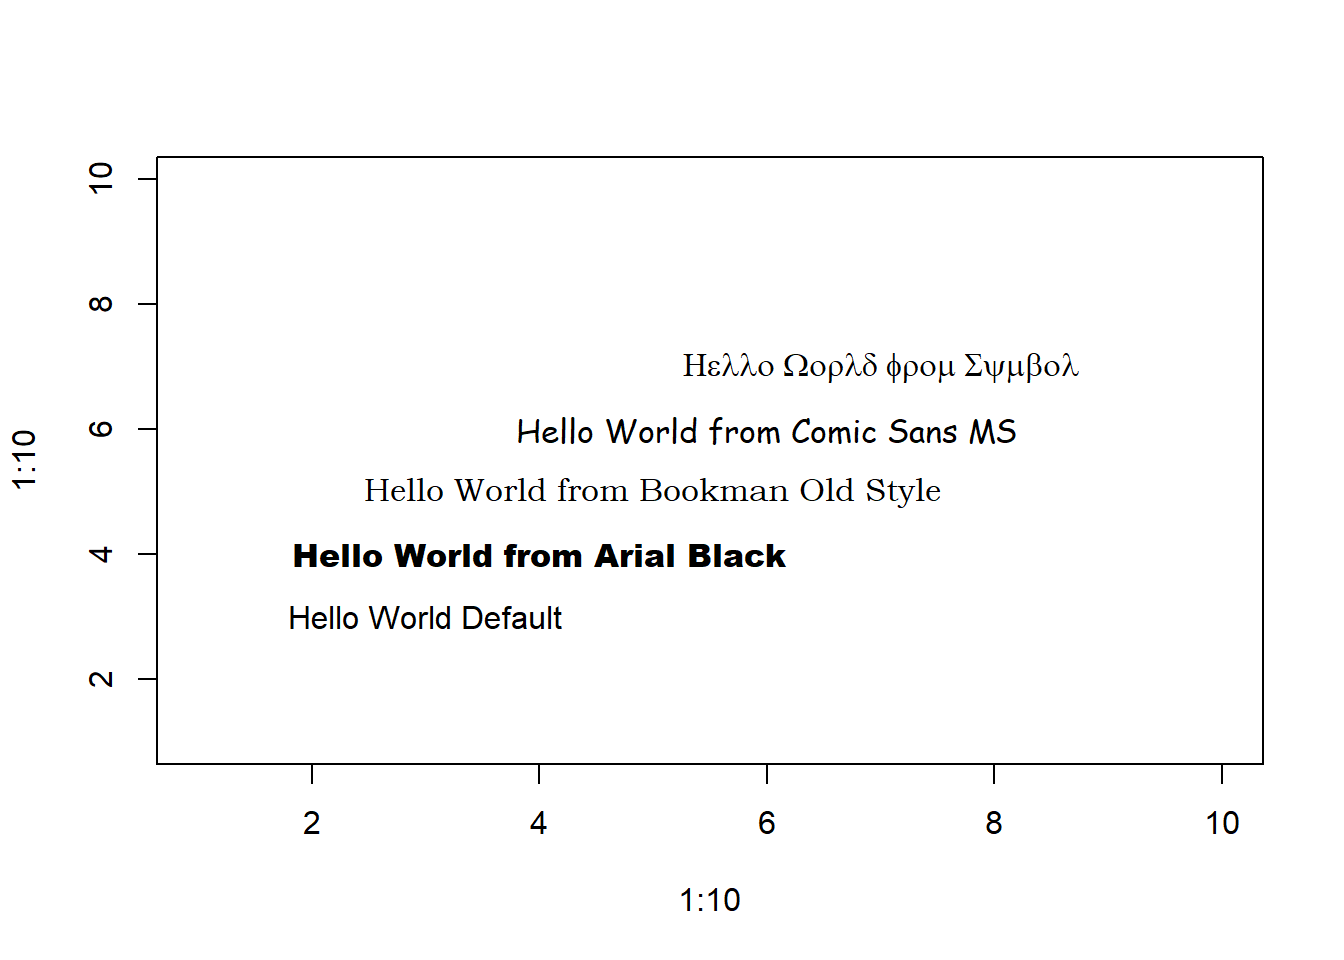 10
8
Ηελλο Ωορλδ φρομ Σψμβολ
6
Hello World from Comic Sans MS
1:10
Hello World from Bookman Old Style
4
Hello World from Arial Black
Hello World Default
2
2 4 6 8 10
1:10